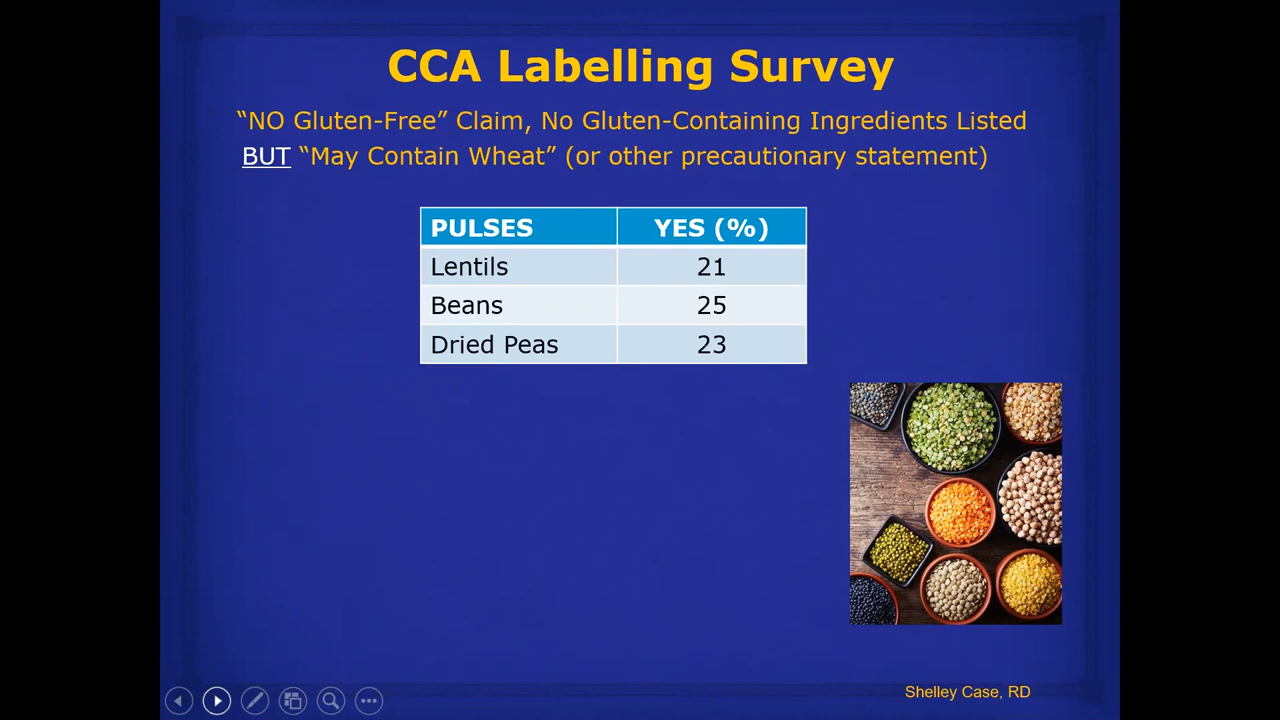 CCA Labelling Survey
“NO Gluten-Free” Claim, No Gluten-Containing Ingredients Listed
BUT “May Contain Wheat” (or other precautionary statement)
PULSES YES (%)
Lentils 21
Beans 25
Dried Peas 23
Shelley Case, RD